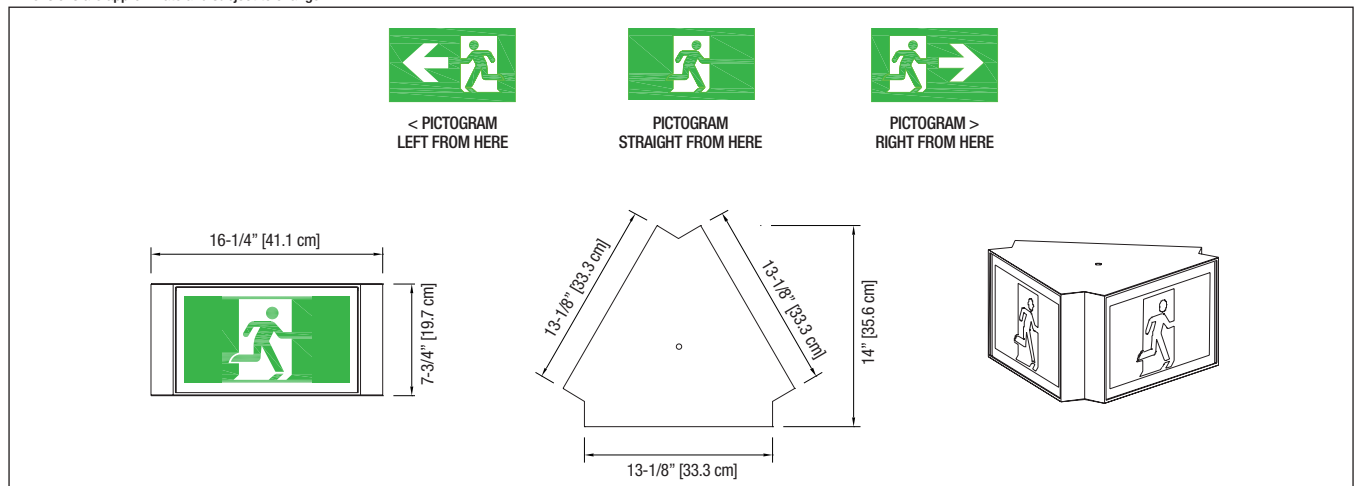 < PICTOGRAM
LEFT FROM HERE
PICTOGRAM
STRAIGHT FROM HERE
PICTOGRAM >
RIGHT FROM HERE
16-1/4” [41.1 cm]
7-3/4” [19.7 cm]
13-1/8” [33.3 cm]
13-1/8” [33.3 cm]
14” [35.6 cm]
13-1/8” [33.3 cm]